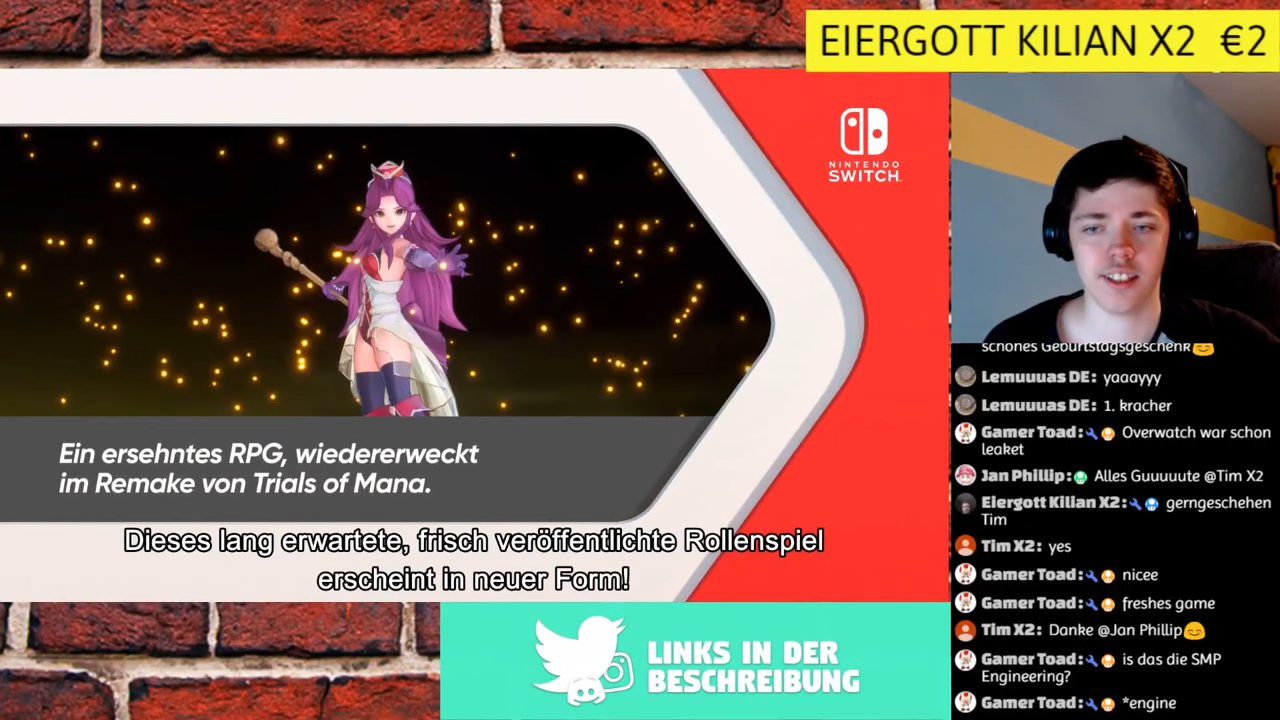 EIERGOTT KILIAN X2 €2
NINTENDO
SWITCH
Ein ersehntes RPG, wiedererweckt
im Remake von Trials of Mana.
Dieses lang erwartete, frisch veröffentlichte Rollenspiel
erscheint in neuer Form!
schönes Geburtstagsgeschenk
Lemuuuas DE: yaaayyy
Lemuuuas DE: 1. kracher
Gamer Toad: Overwatch war schon
leaket
Jan Phillip: Alles Guuuuute @Tim X2
Eiergott Kilian X2: gerngeschehen
Tim
Tim X2: yes
Gamer Toad: nicee
Gamer Toad: freshes game
Tim X2: Danke @Jan Phillip
Gamer Toad: is das die SMP
Engineering?
Gamer Toad: *engine
LINKS IN DER
BESCHREIBUNG